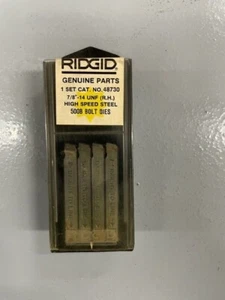 RIDGID
GENUINE PARTS
1 SET CAT. NO. 48730
7/8"-14 UNF (R.H.)
HIGH SPEED STEEL
500B BOLT DIES